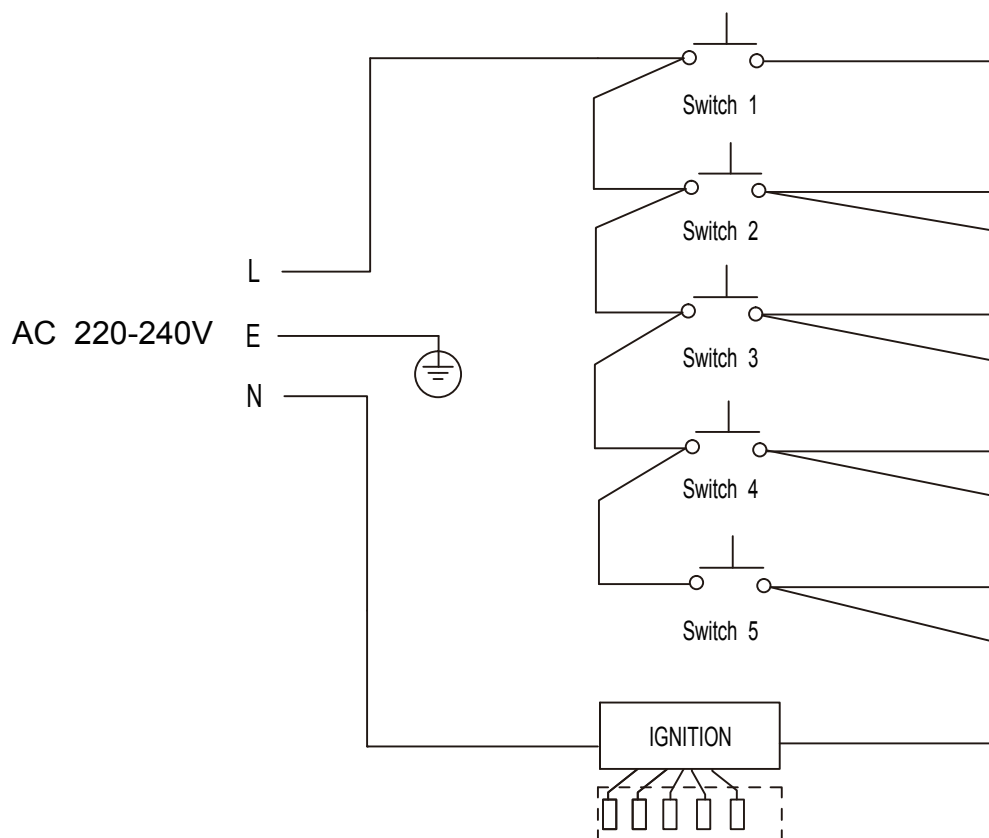 Switch 1
Switch 2
L
AC 220-240V E
Switch 3
N
Switch 4
Switch 5
IGNITION